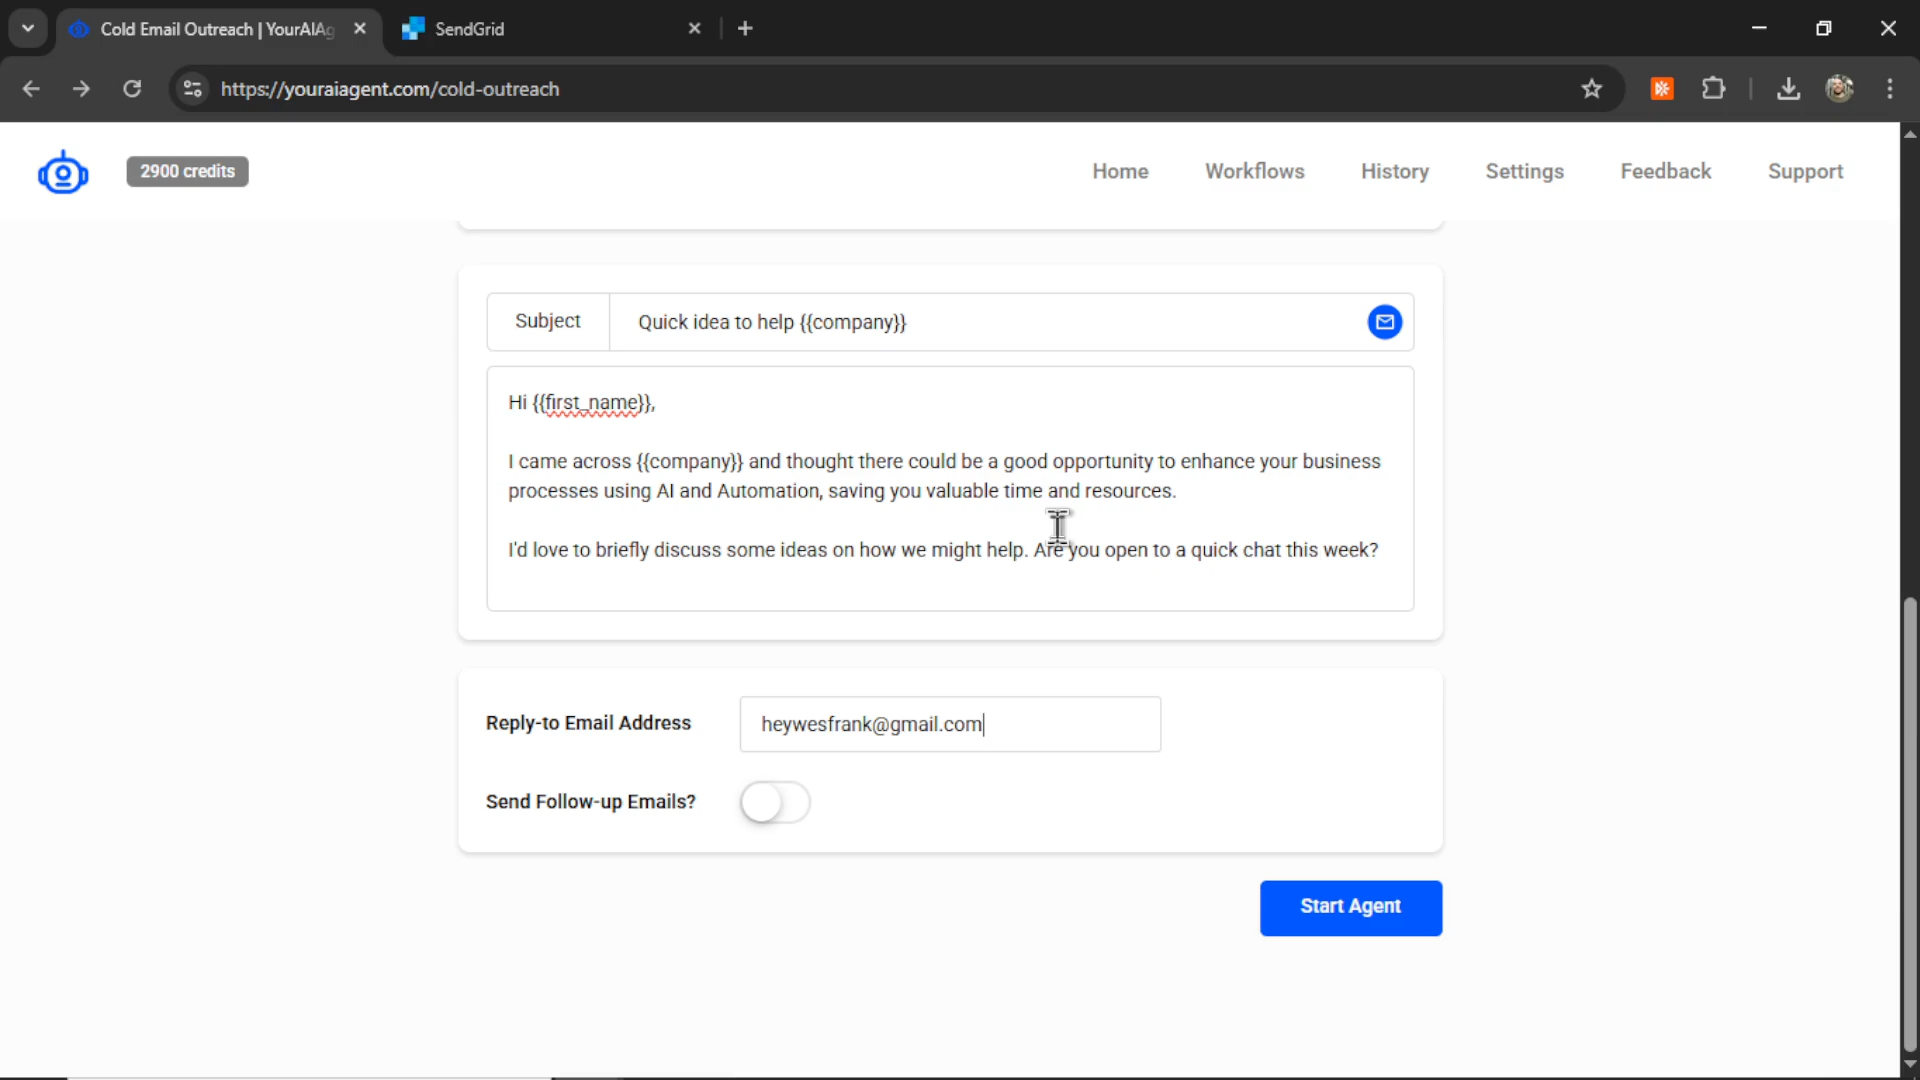 Cold Email Outreach | YourAIAg
SendGrid
https://youraiagent.com/cold-outreach
2900 credits
Home
Workflows
History
Settings
Feedback
Support
Subject
Quick idea to help {{company}}
Hi {{first_name}},
I came across {{company}} and thought there could be a good opportunity to enhance your business
processes using AI and Automation, saving you valuable time and resources.
I'd love to briefly discuss some ideas on how we might help. Are you open to a quick chat this week?
Reply-to Email Address
heywesfrank@gmail.com
Send Follow-up Emails?
Start Agent